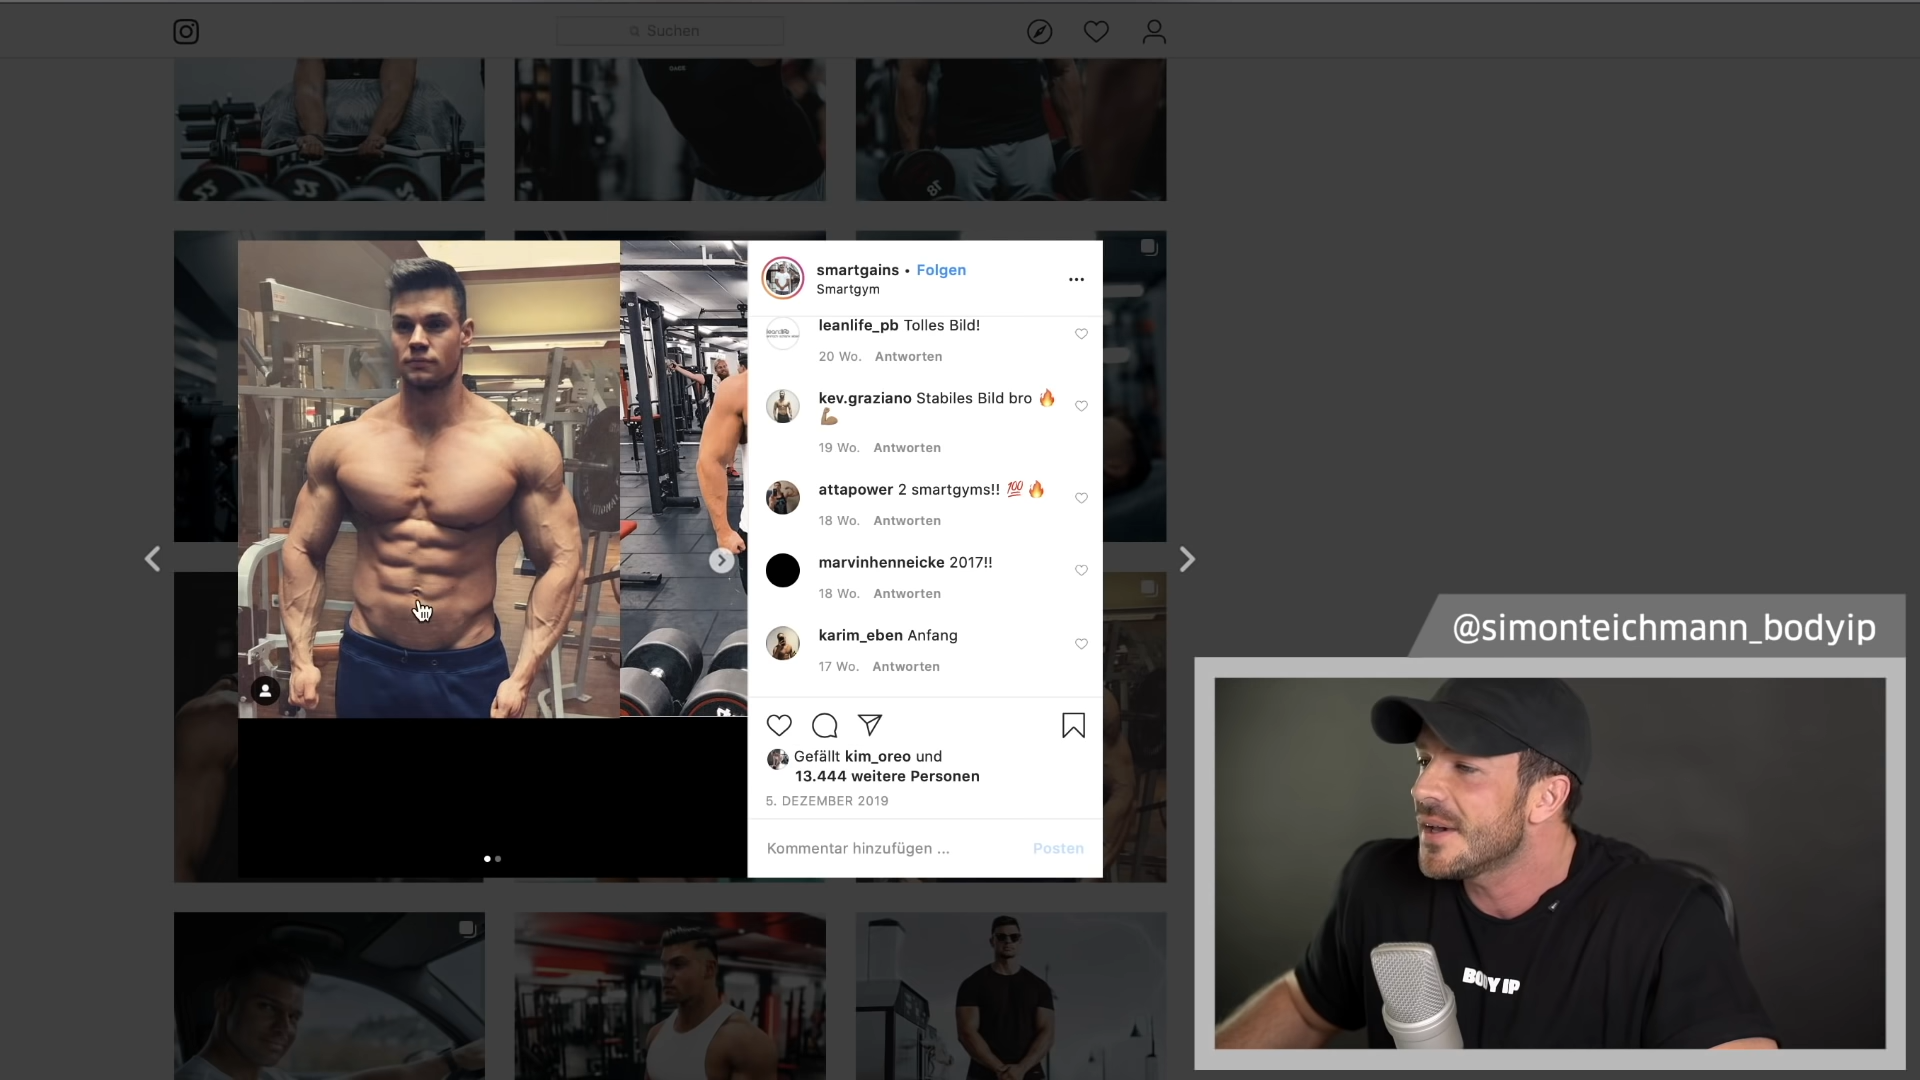 Suchen
smartgains • Folgen
Smartgym
leanlife_pb Tolles Bild!
20 Wo. Antworten
kev.graziano Stabiles Bild bro 🔥
💪🏽
19 Wo. Antworten
attapower 2 smartgyms!! 💯🔥
18 Wo. Antworten
marvinhenneicke 2017!!
18 Wo. Antworten
karim_eben Anfang
17 Wo. Antworten
Gefällt kim_oreo und
13.444 weitere Personen
5. DEZEMBER 2019
Kommentar hinzufügen ... Posten
@simonteichmann_bodyip
BODY IP